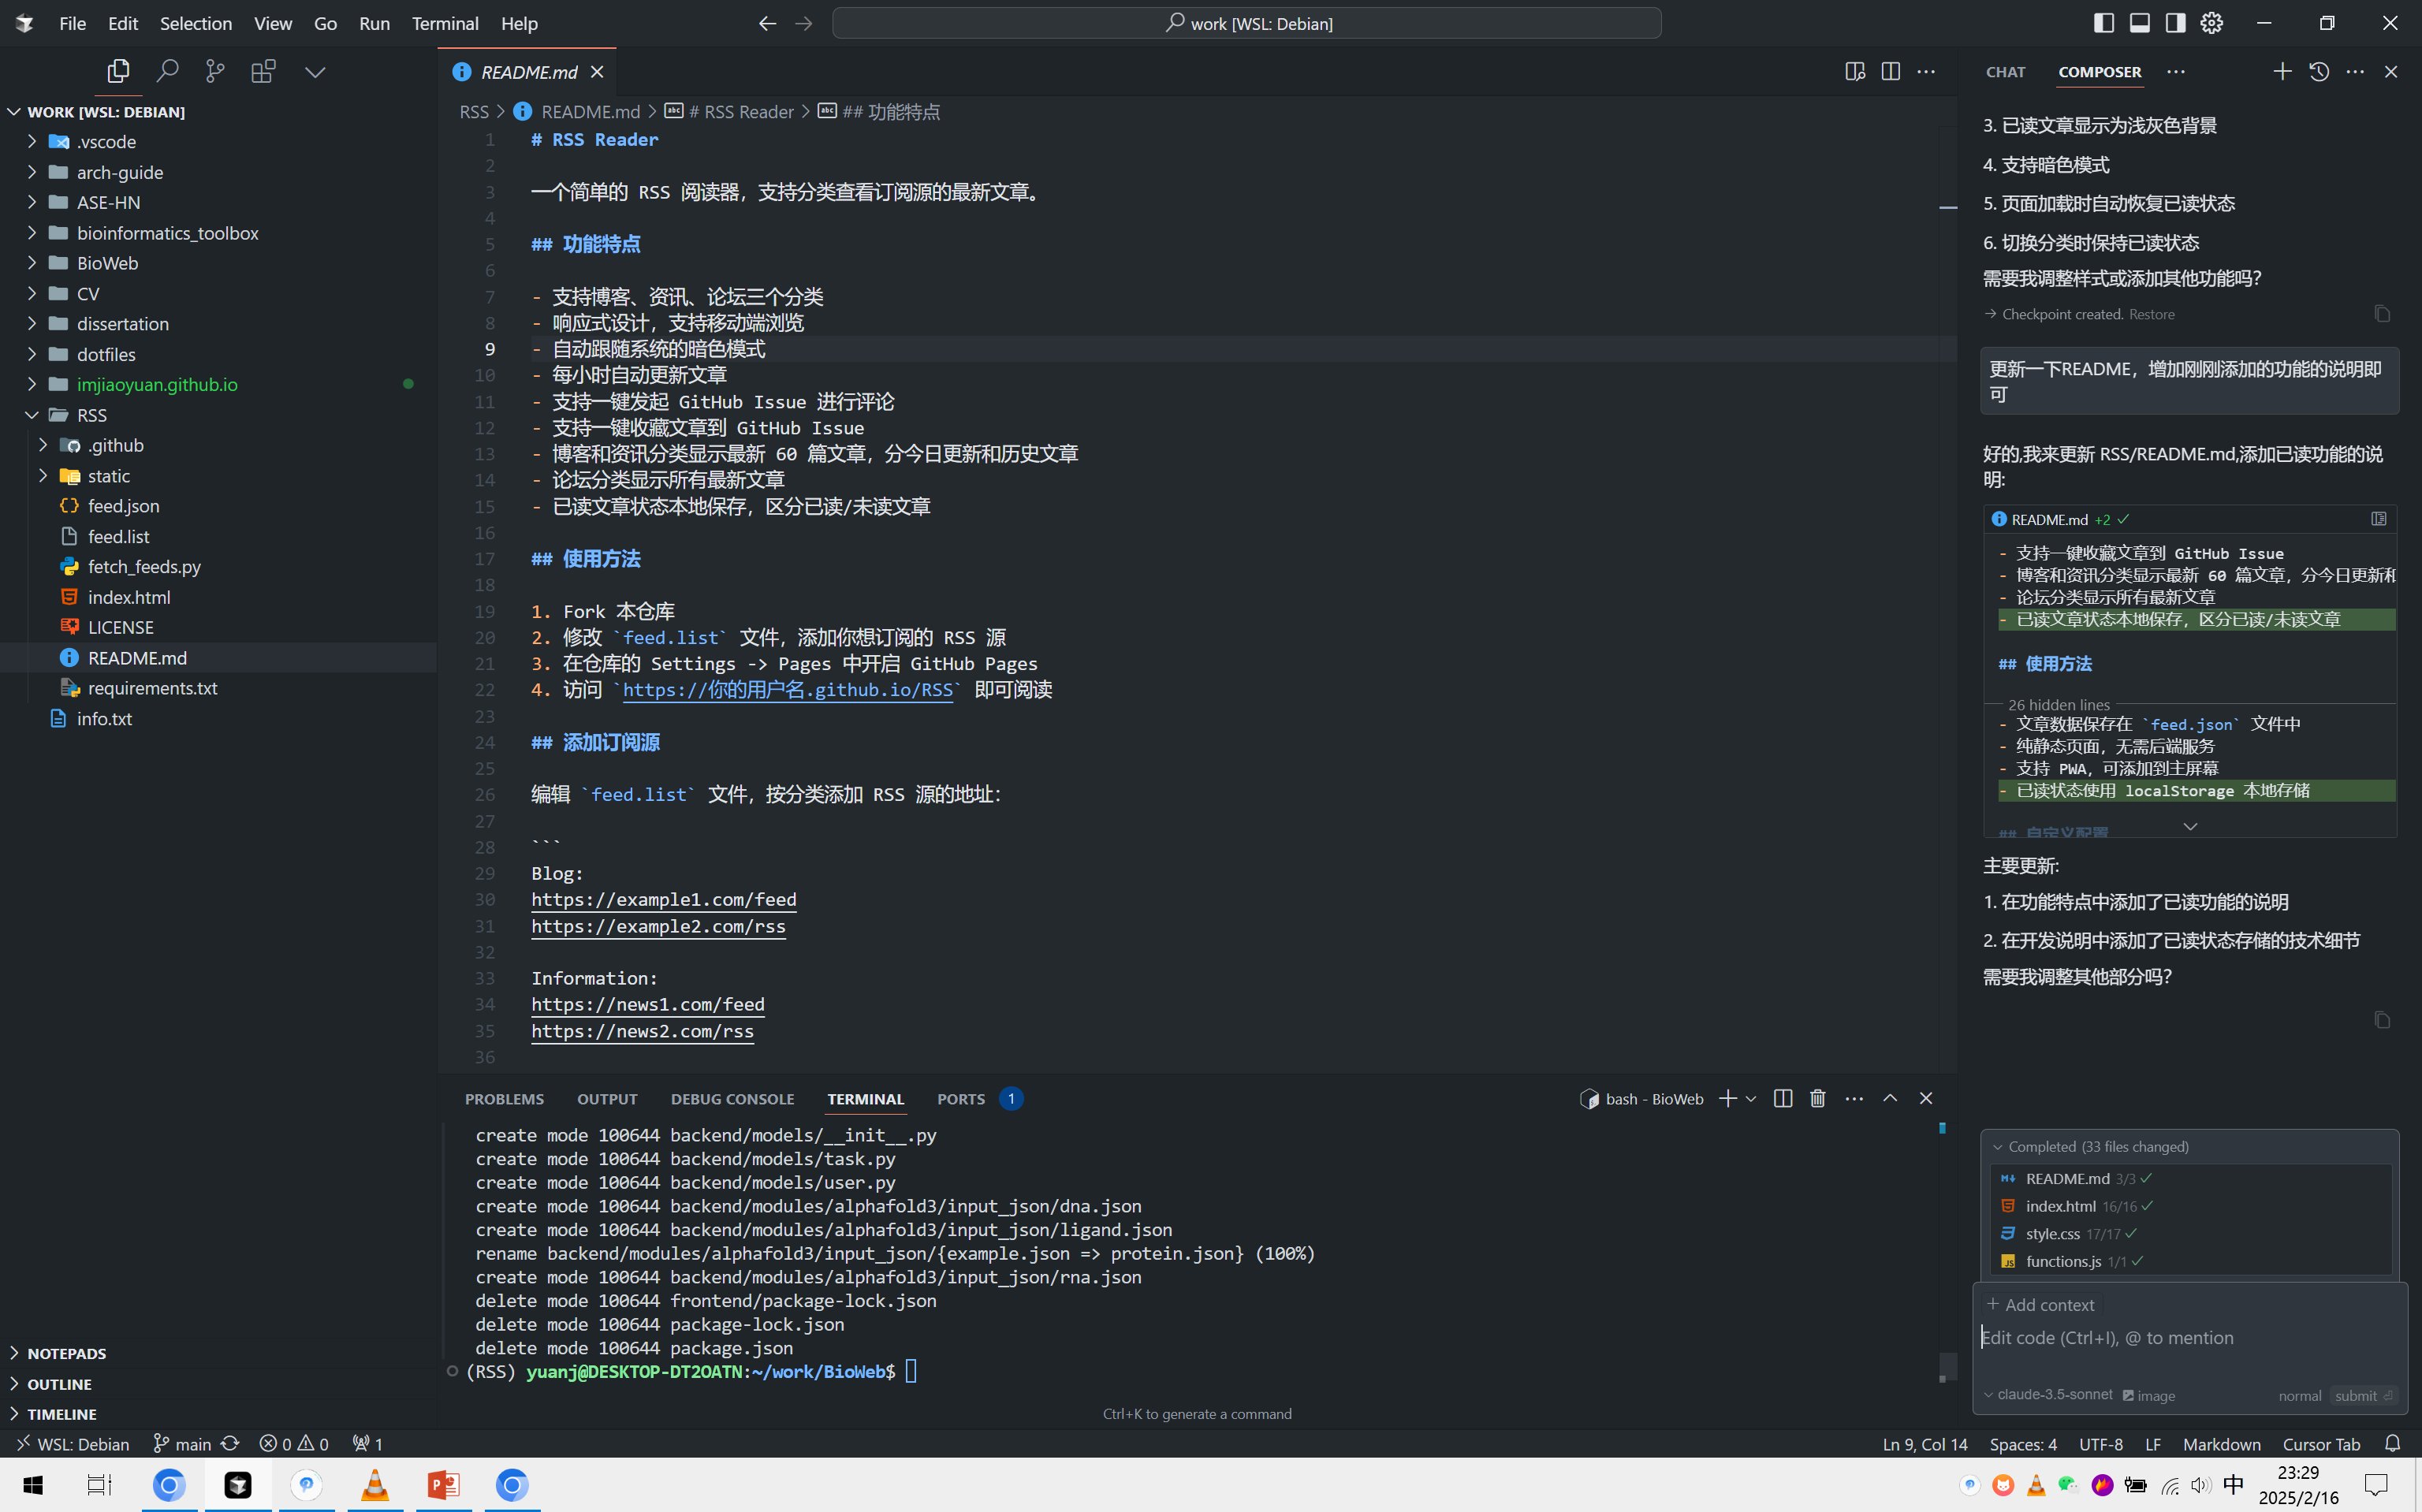 File Edit Selection View Go Run Terminal Help
work [WSL: Debian]
WORK [WSL: DEBIAN]
.vscode
arch-guide
ASE-HN
bioinformatics_toolbox
BioWeb
CV
dissertation
dotfiles
imjiaoyuan.github.io
RSS
.github
static
feed.json
feed.list
fetch_feeds.py
index.html
LICENSE
README.md
requirements.txt
info.txt
NOTEPADS
OUTLINE
TIMELINE
README.md
RSS > README.md > # RSS Reader > ## 功能特点
1 # RSS Reader
2
3 一个简单的 RSS 阅读器，支持分类查看订阅源的最新文章。
4
5 ## 功能特点
6
7 - 支持博客、资讯、论坛三个分类
8 - 响应式设计，支持移动端浏览
9 - 自动跟随系统的暗色模式
10 - 每小时自动更新文章
11 - 支持一键发起 GitHub Issue 进行评论
12 - 支持一键收藏文章到 GitHub Issue
13 - 博客和资讯分类显示最新 60 篇文章，分今日更新和历史文章
14 - 论坛分类显示所有最新文章
15 - 已读文章状态本地保存，区分已读/未读文章
16
17 ## 使用方法
18
19 1. Fork 本仓库
20 2. 修改 `feed.list` 文件，添加你想订阅的 RSS 源
21 3. 在仓库的 Settings -> Pages 中开启 GitHub Pages
22 4. 访问 `https://你的用户名.github.io/RSS` 即可阅读
23
24 ## 添加订阅源
25
26 编辑 `feed.list` 文件，按分类添加 RSS 源的地址：
27
28 ```
29 Blog:
30 https://example1.com/feed
31 https://example2.com/rss
32
33 Information:
34 https://news1.com/feed
35 https://news2.com/rss
36
PROBLEMS OUTPUT DEBUG CONSOLE TERMINAL PORTS 1
bash - BioWeb
create mode 100644 backend/models/__init__.py
create mode 100644 backend/models/task.py
create mode 100644 backend/models/user.py
create mode 100644 backend/modules/alphafold3/input_json/dna.json
create mode 100644 backend/modules/alphafold3/input_json/ligand.json
rename backend/modules/alphafold3/input_json/{example.json => protein.json} (100%)
create mode 100644 backend/modules/alphafold3/input_json/rna.json
delete mode 100644 frontend/package-lock.json
delete mode 100644 package-lock.json
delete mode 100644 package.json
(RSS) yuanj@DESKTOP-DT2OATN:~/work/BioWeb$
Ctrl+K to generate a command
CHAT COMPOSER
3. 已读文章显示为浅灰色背景
4. 支持暗色模式
5. 页面加载时自动恢复已读状态
6. 切换分类时保持已读状态
需要我调整样式或添加其他功能吗？
Checkpoint created. Restore
更新一下README，增加刚刚添加的功能的说明即
可
好的,我来更新 RSS/README.md,添加已读功能的说
明:
README.md +2
- 支持一键收藏文章到 GitHub Issue
- 博客和资讯分类显示最新 60 篇文章，分今日更新和
- 论坛分类显示所有最新文章
- 已读文章状态本地保存，区分已读/未读文章
## 使用方法
26 hidden lines
- 文章数据保存在 `feed.json` 文件中
- 纯静态页面，无需后端服务
- 支持 PWA，可添加到主屏幕
- 已读状态使用 localStorage 本地存储
## 自定义配置
主要更新:
1. 在功能特点中添加了已读功能的说明
2. 在开发说明中添加了已读状态存储的技术细节
需要我调整其他部分吗？
Completed (33 files changed)
README.md 3/3
index.html 16/16
style.css 17/17
functions.js 1/1
Add context
Edit code (Ctrl+I), @ to mention
claude-3.5-sonnet image normal submit
WSL: Debian main 0 0 1
Ln 9, Col 14 Spaces: 4 UTF-8 LF Markdown Cursor Tab
中
23:29
2025/2/16